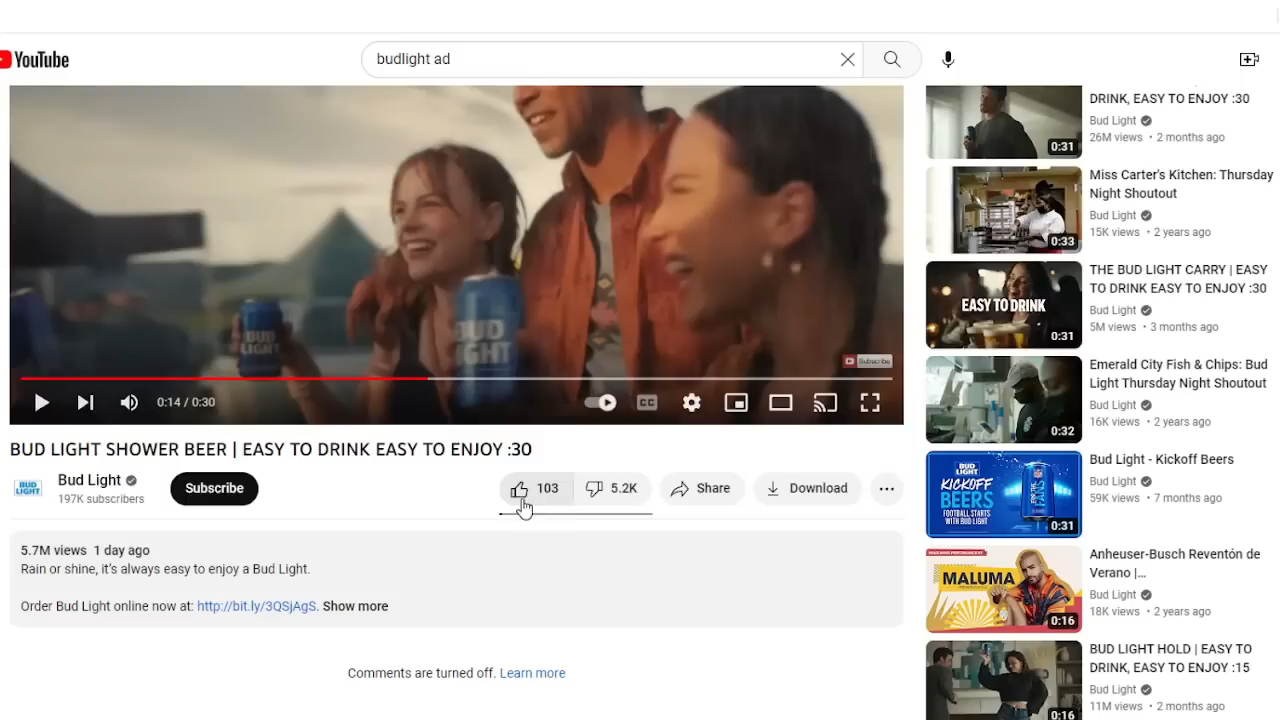 YouTube
budlight ad
BUD
LIGHT
BUD
LIGHT
Subscribe
0:14 / 0:30
CC
BUD LIGHT SHOWER BEER | EASY TO DRINK EASY TO ENJOY :30
BUD
LIGHT
Bud Light
197K subscribers
Subscribe
103
5.2K
Share
Download
5.7M views 1 day ago
Rain or shine, it's always easy to enjoy a Bud Light.
Order Bud Light online now at: http://bit.ly/3QSjAgS. Show more
Comments are turned off. Learn more
DRINK, EASY TO ENJOY :30
Bud Light
26M views • 2 months ago
0:31
Miss Carter's Kitchen: Thursday
Night Shoutout
Bud Light
15K views • 2 years ago
0:33
THE BUD LIGHT CARRY | EASY
TO DRINK EASY TO ENJOY :30
Bud Light
5M views • 3 months ago
EASY TO DRINK
0:31
Emerald City Fish & Chips: Bud
Light Thursday Night Shoutout
Bud Light
16K views • 2 years ago
0:32
Bud Light - Kickoff Beers
Bud Light
59K views • 7 months ago
BUD
LIGHT
KICKOFF
BEERS
FOOTBALL STARTS
WITH BUD LIGHT
FOR THE
FANS
0:31
Anheuser-Busch Reventón de
Verano |...
Bud Light
18K views • 2 years ago
MALUMA
0:16
BUD LIGHT HOLD | EASY TO
DRINK, EASY TO ENJOY :15
Bud Light
11M views • 2 months ago
0:16